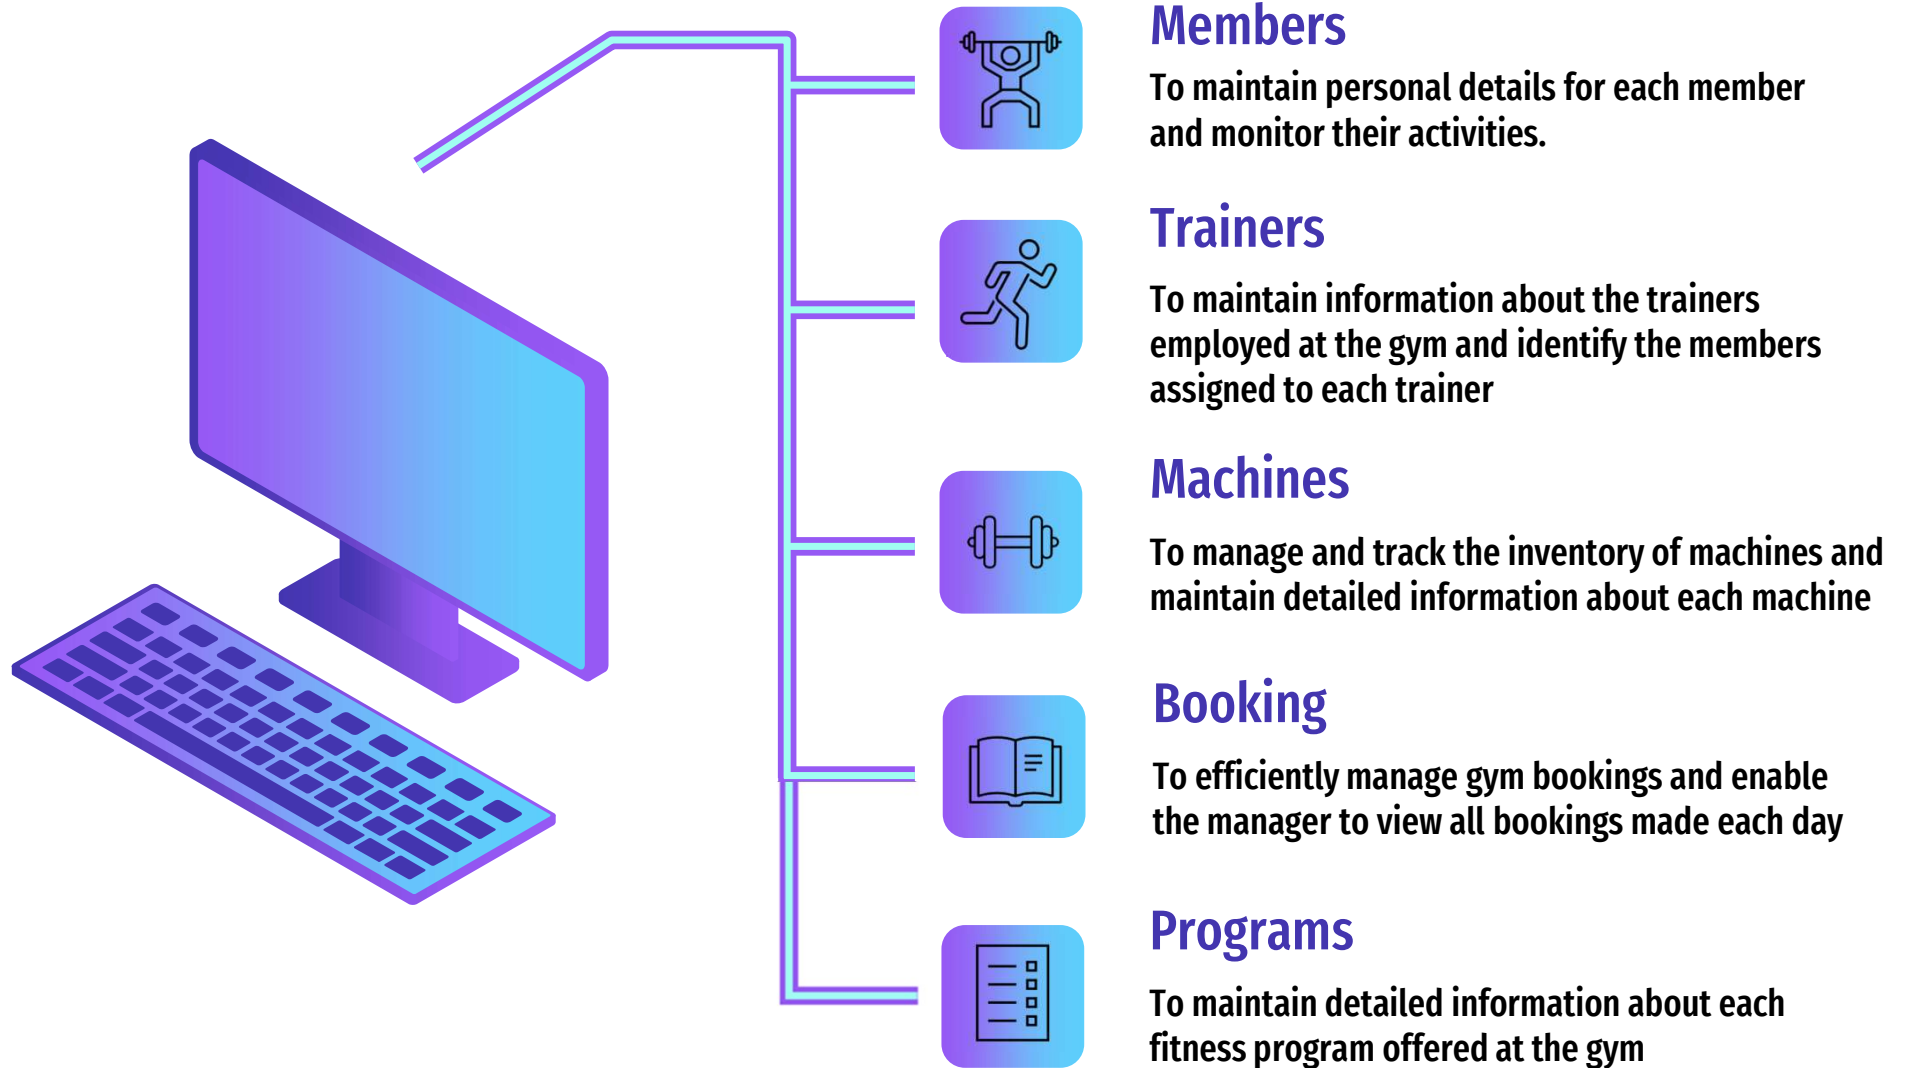 Members
To maintain personal details for each member
and monitor their activities.
Trainers
To maintain information about the trainers
employed at the gym and identify the members
assigned to each trainer
Machines
To manage and track the inventory of machines and
maintain detailed information about each machine
Booking
To efficiently manage gym bookings and enable
the manager to view all bookings made each day
Programs
To maintain detailed information about each
fitness program offered at the gym